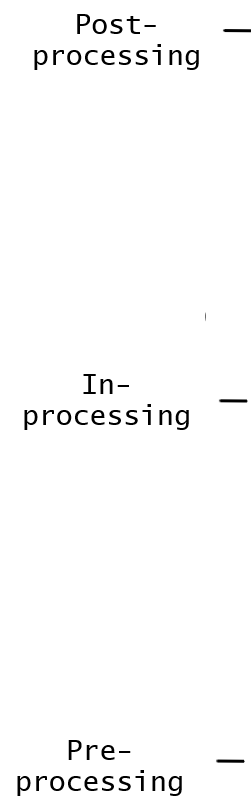 Post-
processing
In-
processing
Pre-
processing